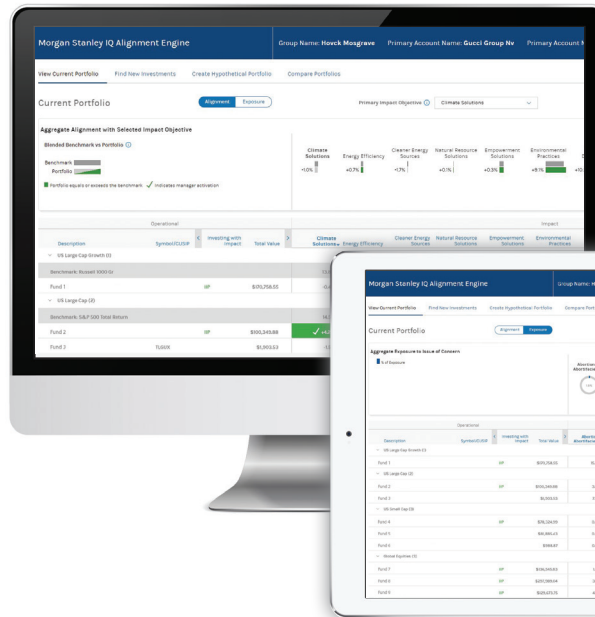 Morgan Stanley IQ Alignment Engine
Group Name: Hovck Mosgrave Primary Account Name: Gucci Group Nv Primary Account
View Current Portfolio Find New Investments Create Hypothetical Portfolio Compare Portfolios
Current Portfolio Alignment Exposure Primary Impact Objective Climate Solutions
Aggregate Alignment with Selected Impact Objective
Blended Benchmark vs Portfolio
Climate Solutions Energy Efficiency Cleaner Energy Sources Natural Resource Solutions Empowerment Solutions Environmental Practices
Benchmark
Portfolio
+1.0% +0.7% +0.1% +0.3% +9.1%
Portfolio equals or exceeds the benchmark ✓ Indicates manager activation
Operational Impact
Description Symbol/CUSIP Investing with Impact Total Value Climate Solutions Energy Efficiency Cleaner Energy Sources Natural Resource Solutions Empowerment Solutions Environmental Practices
US Large Cap Growth (1)
Benchmark: Russell 1000 Gr
Fund 1 IIP $170,758.55
US Large Cap (2)
Benchmark: S&P 500 Total Return
Fund 2 IIP $100,349.88
Fund 3 $1,903.53
Morgan Stanley IQ Alignment Engine Group Name:
View Current Portfolio Find New Investments Create Hypothetical Portfolio Compare
Current Portfolio Alignment Exposure
Aggregate Exposure to Issue of Concern
% of Exposure
Operational
Description Symbol/CUSIP Investing with Impact Total Value
US Large Cap Growth (1)
Fund 1 IIP
US Large Cap (2)
Fund 2 IIP
Fund 3
US Small Cap (3)
Fund 4 IIP
Fund 5
Fund 6
Fund 7 IIP
Fund 8 IIP
Fund 9 IIP